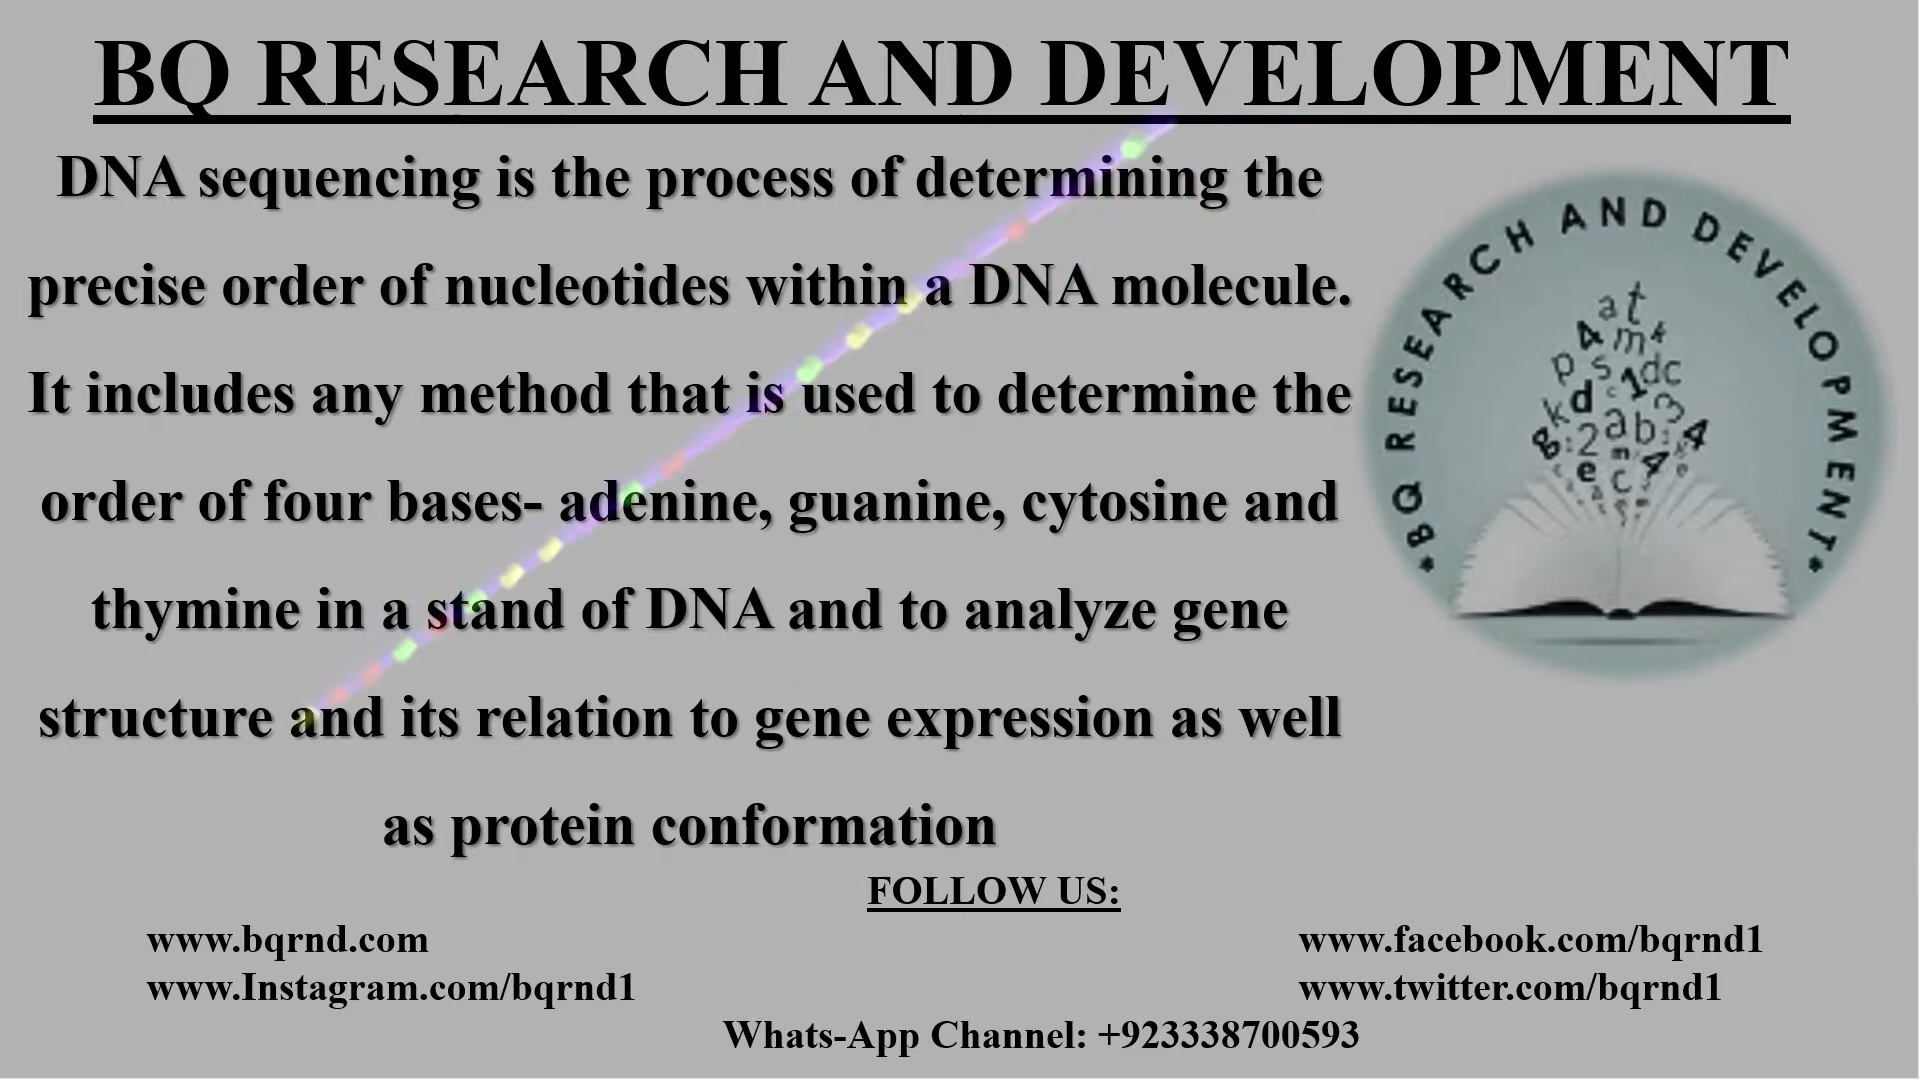 BQ RESEARCH AND DEVELOPMENT
DNA sequencing is the process of determining the
precise order of nucleotides within a DNA molecule.
It includes any method that is used to determine the
order of four bases- adenine, guanine, cytosine and
thymine in a stand of DNA and to analyze gene
structure and its relation to gene expression as well
as protein conformation
BQ RESEARCH AND DEVELOPMENT
FOLLOW US:
www.bqrnd.com
www.facebook.com/bqrnd1
www.Instagram.com/bqrnd1
www.twitter.com/bqrnd1
Whats-App Channel: +923338700593